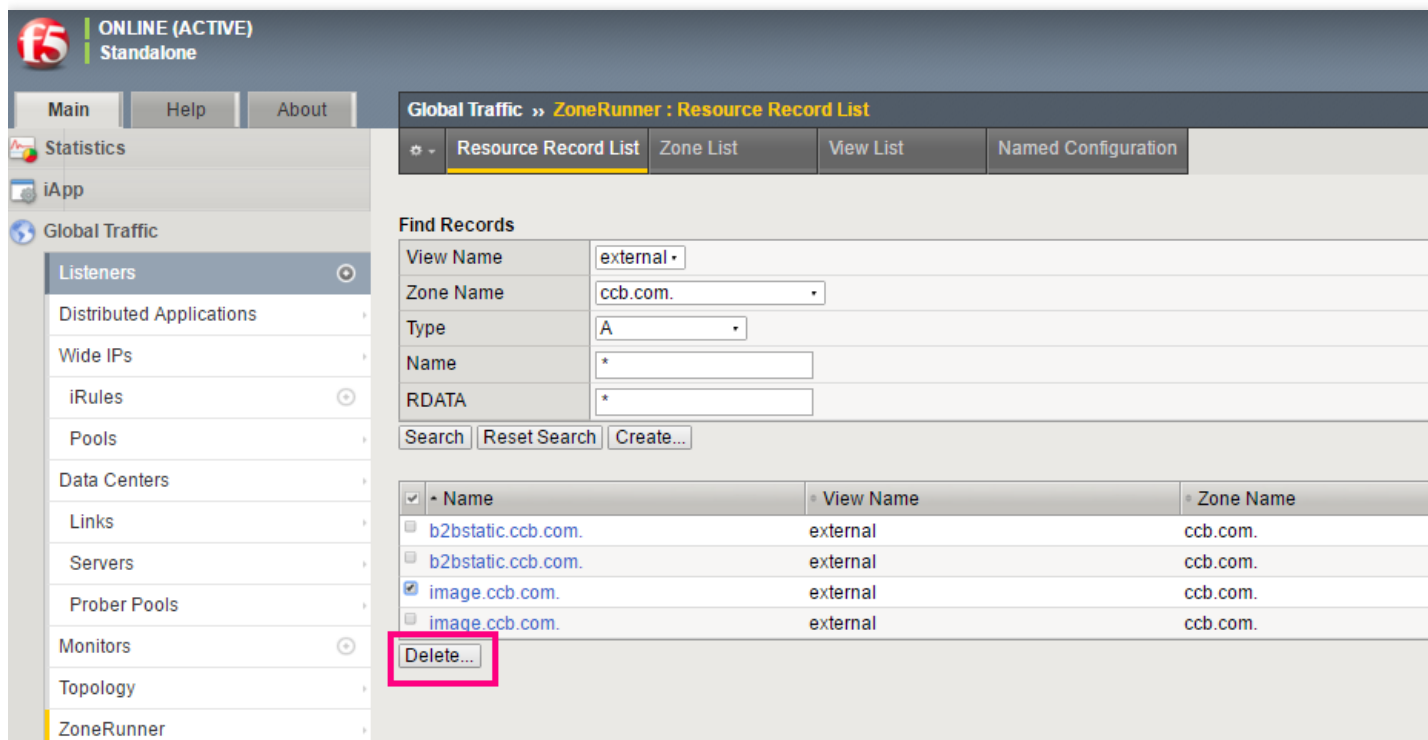 f5
ONLINE (ACTIVE)
Standalone
Main Help About
Statistics
iApp
Global Traffic
Listeners
Distributed Applications
Wide IPs
iRules
Pools
Data Centers
Links
Servers
Prober Pools
Monitors
Topology
ZoneRunner
Global Traffic ›› ZoneRunner : Resource Record List
Resource Record List Zone List View List Named Configuration
Find Records
View Name external
Zone Name ccb.com.
Type A
Name *
RDATA *
Search Reset Search Create...
Name View Name Zone Name
b2bstatic.ccb.com. external ccb.com.
b2bstatic.ccb.com. external ccb.com.
image.ccb.com. external ccb.com.
image.ccb.com. external ccb.com.
Delete...